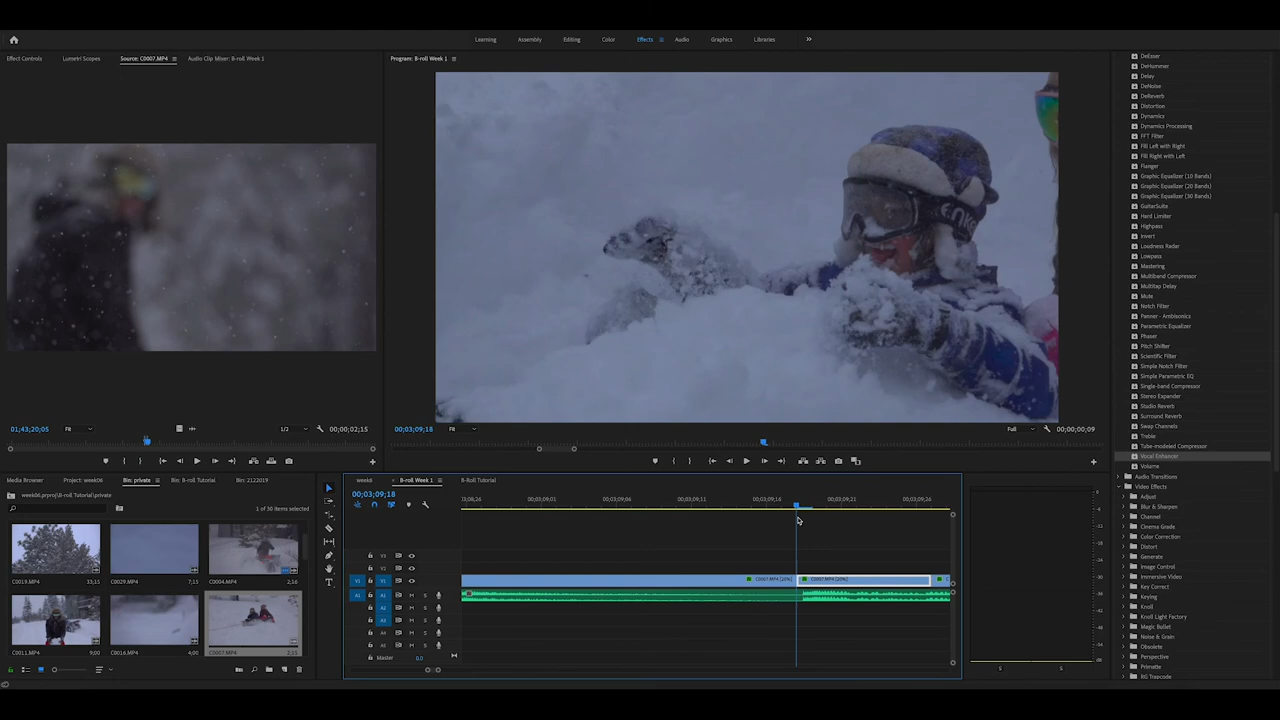 Learning Assembly Editing Color Effects Audio Graphics Libraries
Effect Controls Lumetri Scopes Source: C0007.MP4 Audio Clip Mixer: B-roll Week 1
Program: B-roll Week 1
01;43;20;05 Fit 1/2 00;00;02;15
00;03;09;18 Fit Full 00;00;00;09
Media Browser Project: week06 Bin: private Bin: B-roll Tutorial Bin: 2122019
week06.prproj\B-roll Tutorial\private
1 of 30 items selected
C0019.MP4 33;15 C0029.MP4 7;15 C0004.MP4 2;16
C0011.MP4 9;00 C0016.MP4 4;00 C0007.MP4 2;15
week6 B-roll Week 1 B-Roll Tutorial
00;03;09;18
00;03;09;01 00;03;09;06 00;03;09;11 00;03;09;16 00;03;09;21 00;03;09;26
V3
V2
V1 V1 C0007.MP4 [20%] C0007.MP4 [20%]
A1 A1 M S
A2 M S
A3 M S
A4 M S
A5 M S
Master 0.0
S S
DeEsser
DeHummer
Delay
DeNoise
DeReverb
Distortion
Dynamics
Dynamics Processing
FFT Filter
Fill Left with Right
Fill Right with Left
Flanger
Graphic Equalizer (10 Bands)
Graphic Equalizer (20 Bands)
Graphic Equalizer (30 Bands)
GuitarSuite
Hard Limiter
Highpass
Invert
Loudness Radar
Lowpass
Mastering
Multiband Compressor
Multitap Delay
Mute
Notch Filter
Panner - Ambisonics
Parametric Equalizer
Phaser
Pitch Shifter
Scientific Filter
Simple Notch Filter
Simple Parametric EQ
Single-band Compressor
Stereo Expander
Studio Reverb
Surround Reverb
Swap Channels
Treble
Tube-modeled Compressor
Vocal Enhancer
Volume
Audio Transitions
Video Effects
Adjust
Blur & Sharpen
Channel
Cinema Grade
Color Correction
Distort
Generate
Image Control
Immersive Video
Key Correct
Keying
Knoll
Knoll Light Factory
Magic Bullet
Noise & Grain
Obsolete
Perspective
Primatte
RG Trapcode